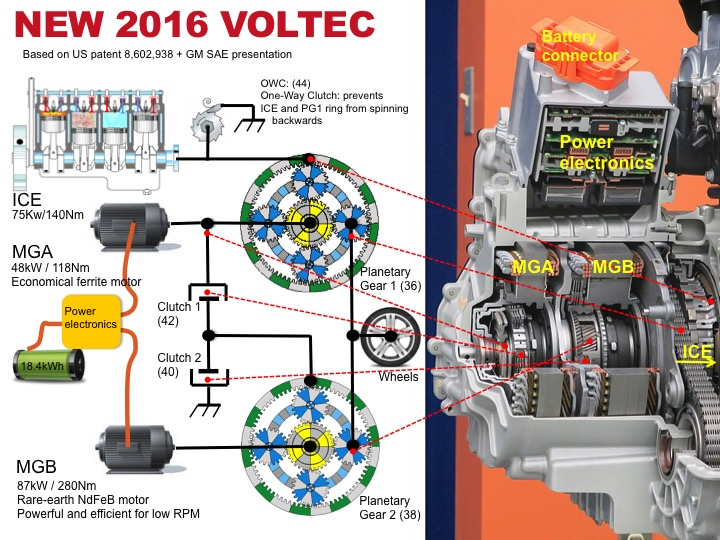 NEW 2016 VOLTEC
Based on US patent 8,602,938 + GM SAE presentation
OWC: (44)
One-Way Clutch: prevents
ICE and PG1 ring from spinning
backwards
ICE
75Kw/140Nm
MGA
48kW / 118Nm
Economical ferrite motor
Power
electronics
18.4kWh
Clutch 1
(42)
Clutch 2
(40)
Planetary
Gear 1 (36)
Wheels
MGB
87kW / 280Nm
Rare-earth NdFeB motor
Powerful and efficient for low RPM
Planetary
Gear 2 (38)
Battery
connector
Power
electronics
MGA
MGB
ICE